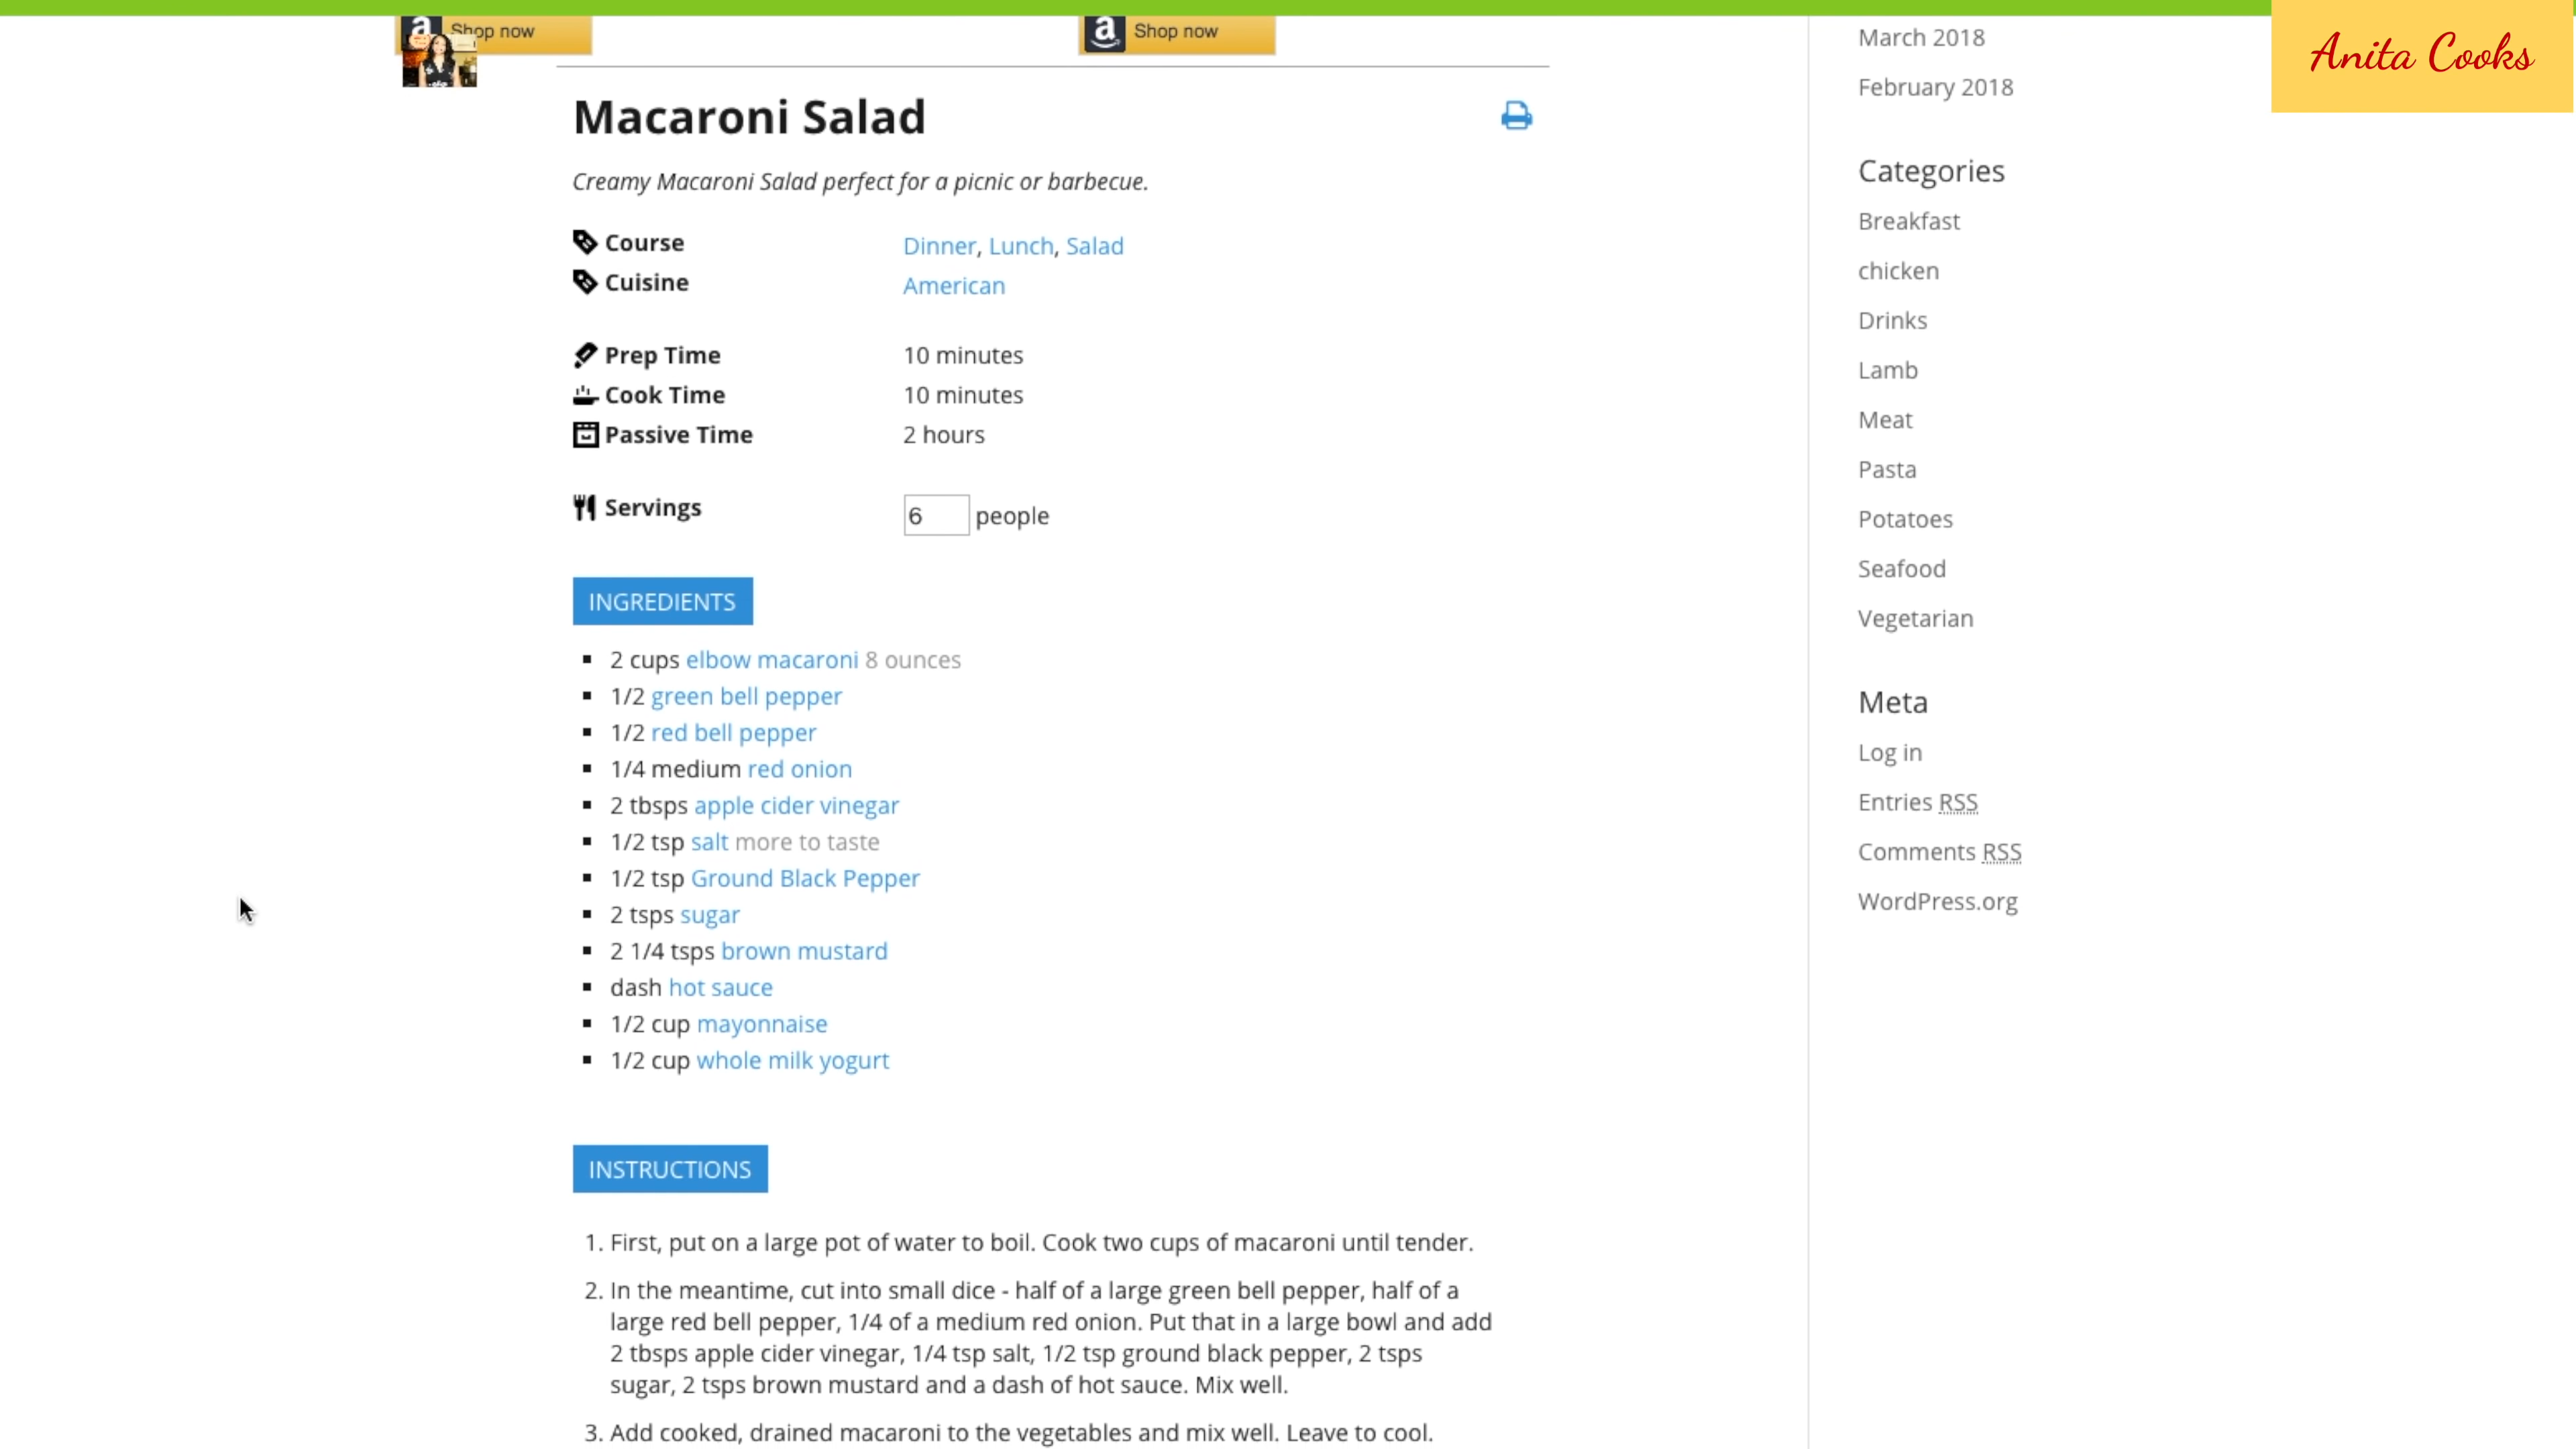 Shop now
Shop now
Anita Cooks
Macaroni Salad
Creamy Macaroni Salad perfect for a picnic or barbecue.
Course Dinner, Lunch, Salad
Cuisine American
Prep Time 10 minutes
Cook Time 10 minutes
Passive Time 2 hours
Servings 6 people
INGREDIENTS
▪ 2 cups elbow macaroni 8 ounces
▪ 1/2 green bell pepper
▪ 1/2 red bell pepper
▪ 1/4 medium red onion
▪ 2 tbsps apple cider vinegar
▪ 1/2 tsp salt more to taste
▪ 1/2 tsp Ground Black Pepper
▪ 2 tsps sugar
▪ 2 1/4 tsps brown mustard
▪ dash hot sauce
▪ 1/2 cup mayonnaise
▪ 1/2 cup whole milk yogurt
INSTRUCTIONS
1. First, put on a large pot of water to boil. Cook two cups of macaroni until tender.
2. In the meantime, cut into small dice - half of a large green bell pepper, half of a
large red bell pepper, 1/4 of a medium red onion. Put that in a large bowl and add
2 tbsps apple cider vinegar, 1/4 tsp salt, 1/2 tsp ground black pepper, 2 tsps
sugar, 2 tsps brown mustard and a dash of hot sauce. Mix well.
3. Add cooked, drained macaroni to the vegetables and mix well. Leave to cool.
March 2018
February 2018
Categories
Breakfast
chicken
Drinks
Lamb
Meat
Pasta
Potatoes
Seafood
Vegetarian
Meta
Log in
Entries RSS
Comments RSS
WordPress.org